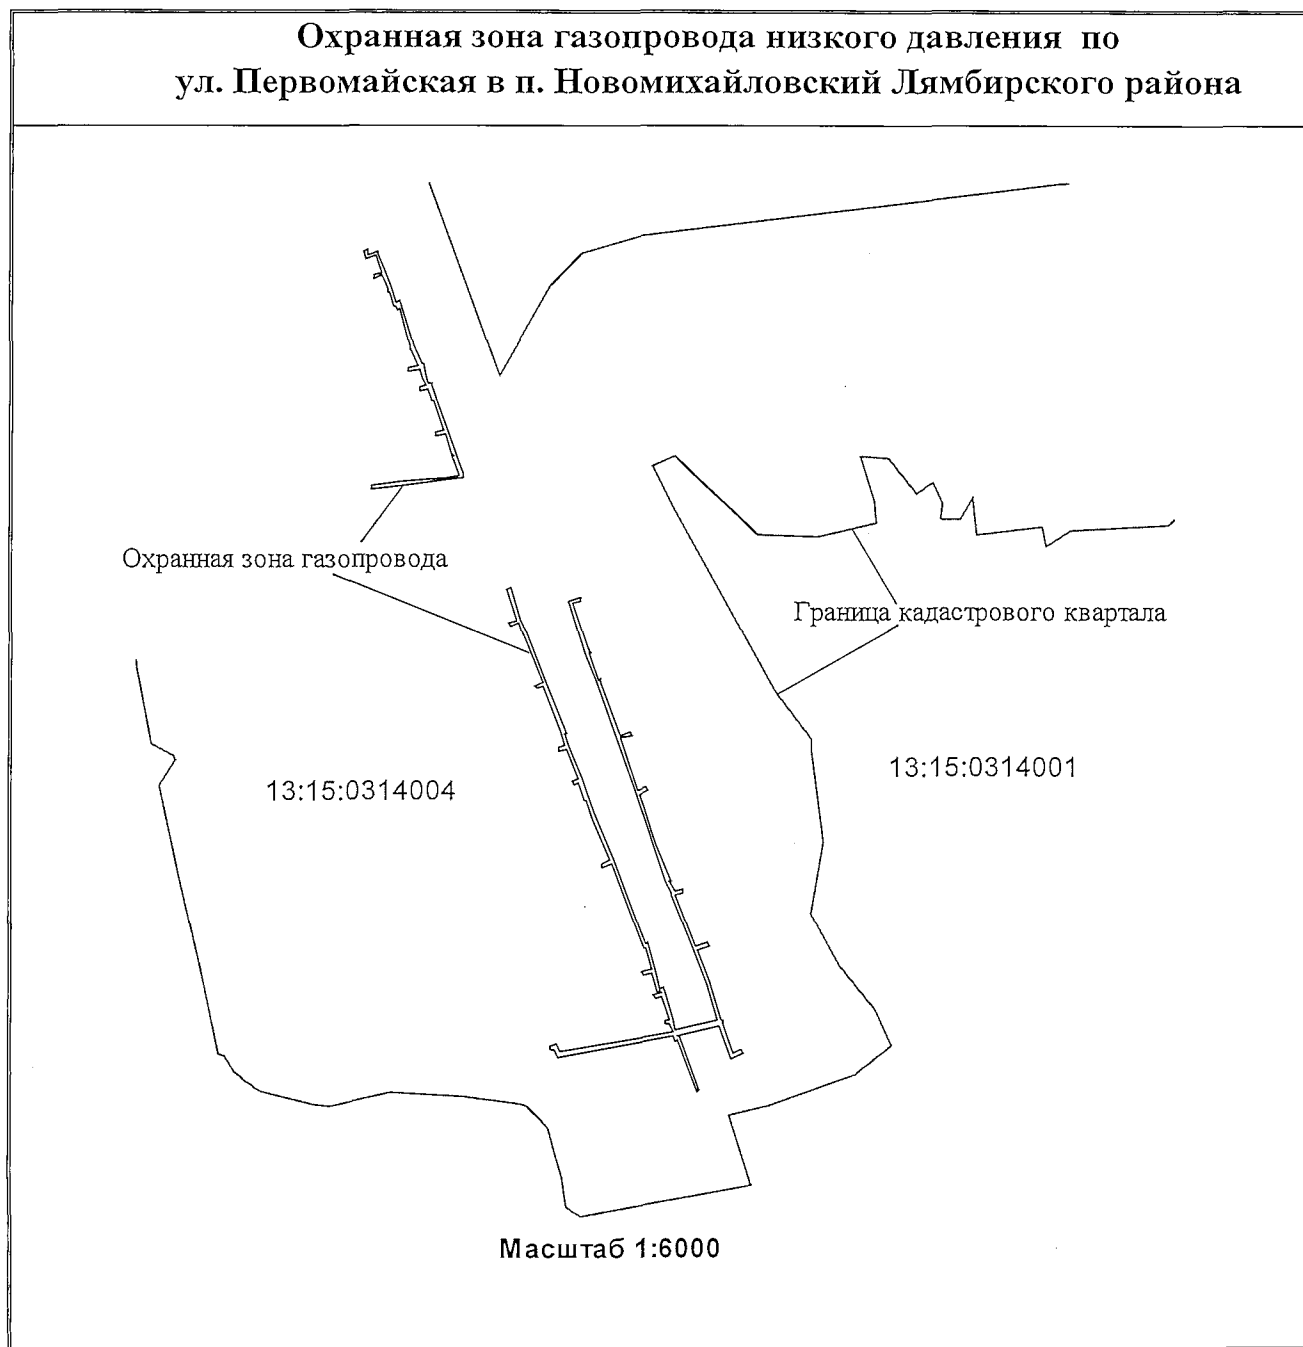 Охранная зона газопровода низкого давления по
ул. Первомайская в п. Новомихайловский Лямбирского района
Охранная зона газопровода
Граница кадастрового квартала
13:15:0314004
13:15:0314001
Масштаб 1:6000